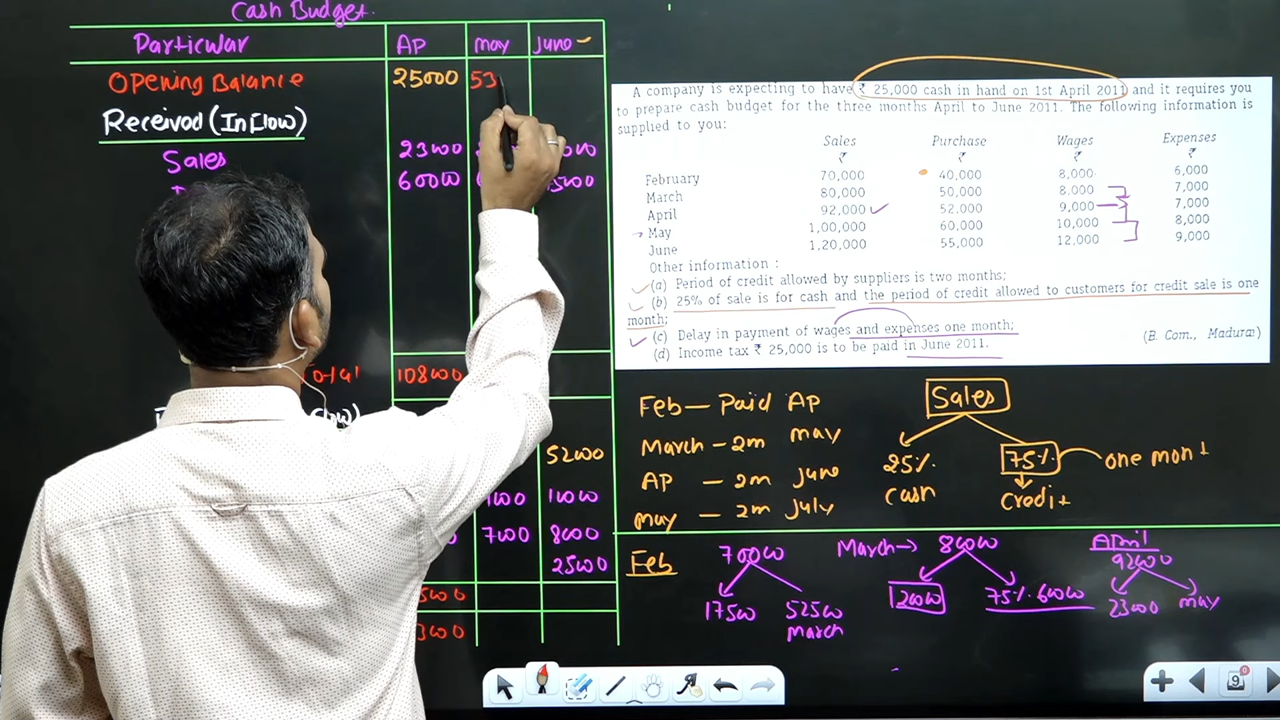 Cash Budget
Particular AP may June
Opening Balance 25000 53
Received (Inflow)
Sales 23000
60000
108000
52000
8000
7000 8000
25000
A company is expecting to have ₹ 25,000 cash in hand on 1st April 2011 and it requires you
to prepare cash budget for the three months April to June 2011. The following information is
supplied to you:
Sales Purchase Wages Expenses
₹ ₹ ₹ ₹
February 70,000 40,000 8,000 6,000
March 80,000 50,000 8,000 7,000
April 92,000 52,000 9,000 7,000
May 1,00,000 60,000 10,000 8,000
June 1,20,000 55,000 12,000 9,000
Other information :
(a) Period of credit allowed by suppliers is two months;
(b) 25% of sale is for cash and the period of credit allowed to customers for credit sale is one
month;
(c) Delay in payment of wages and expenses one month;
(d) Income tax ₹ 25,000 is to be paid in June 2011. (B. Com., Madurai)
Feb — Paid AP
March — 2m may
AP — 2m june
may — 2m july
Sales
25% 75% one mont
cash credit
Feb 70000 March 80000 April 92000
17500 52500 75% 60000 23000 may
March
9